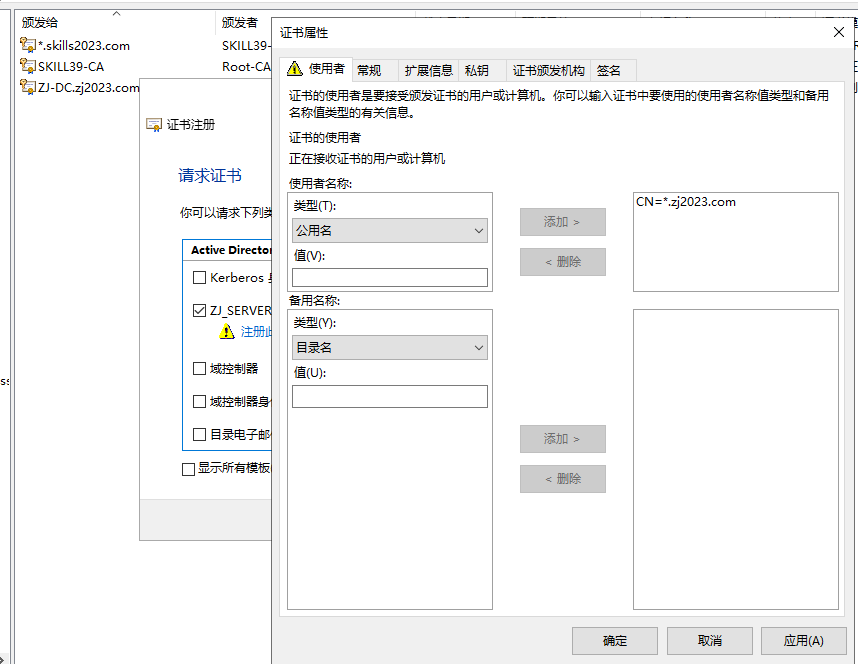 颁发给
颁发者
*.skills2023.com
SKILL39-
SKILL39-CA
Root-CA
ZJ-DC.zj2023.com
证书注册
请求证书
你可以请求下列类
Active Director
Kerberos
ZJ_SERVER
注册此
域控制器
域控制器身份
目录电子邮件
显示所有模板
证书属性
使用者
常规
扩展信息
私钥
证书颁发机构
签名
证书的使用者是要接受颁发证书的用户或计算机。你可以输入证书中要使用的使用者名称值类型和备用
名称值类型的有关信息。
证书的使用者
正在接收证书的用户或计算机
使用者名称:
类型(T):
公用名
值(V):
添加 >
< 删除
CN=*.zj2023.com
备用名称:
类型(Y):
目录名
值(U):
添加 >
< 删除
确定
取消
应用(A)